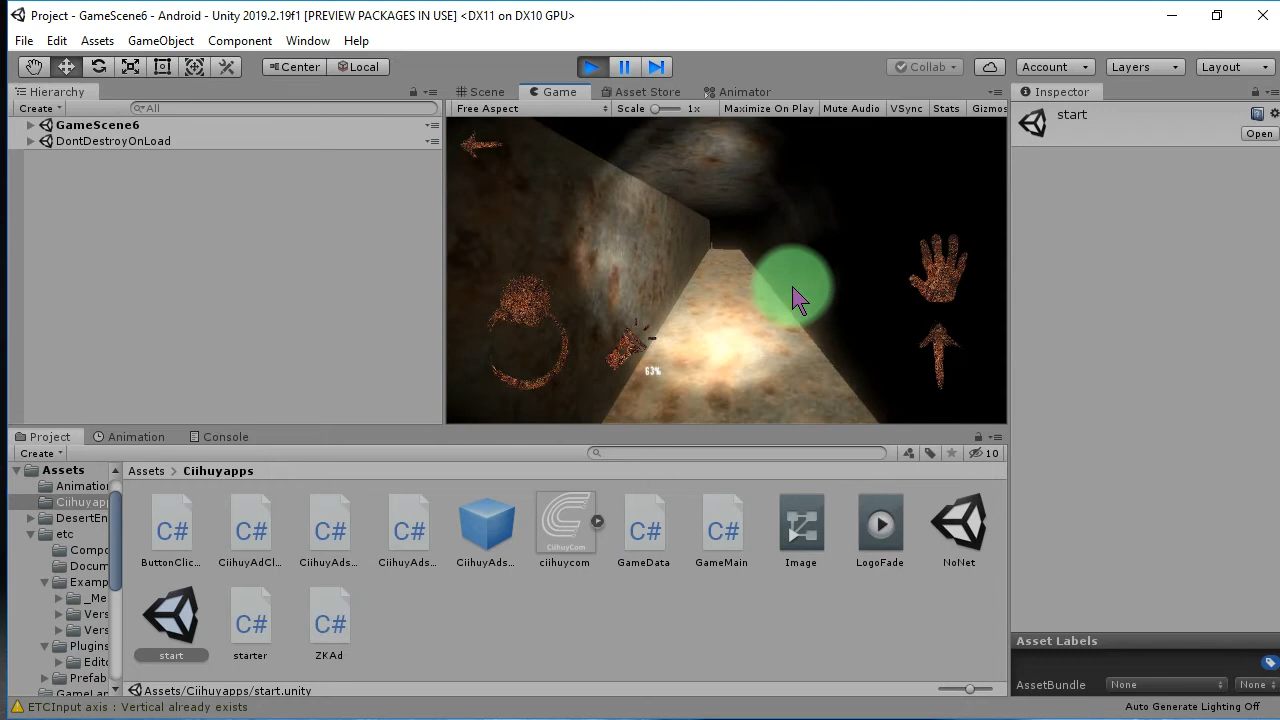 Project - GameScene6 - Android - Unity 2019.2.19f1 [PREVIEW PACKAGES IN USE] <DX11 on DX10 GPU>
File Edit Assets GameObject Component Window Help
Center Local Collab Account Layers Layout
Hierarchy Scene Game Asset Store Animator Inspector
Create All Free Aspect Scale 1x Maximize On Play Mute Audio VSync Stats Gizmos
start
Open
GameScene6
DontDestroyOnLoad
63%
Project Animation Console
Create 10
Assets Assets Ciihuyapps
Animation
Ciihuyapp
DesertEn
etc
Compo
Docum
Examp
_Me
Vers
Vers
Plugins
Edito
Prefab
GameLan
CiihuyCom
ButtonClic... CiihuyAdCl... CiihuyAds... CiihuyAds... CiihuyAds... ciihuycom GameData GameMain Image LogoFade NoNet
start starter ZKAd
Assets/Ciihuyapps/start.unity
Asset Labels
AssetBundle None None
ETCInput axis : Vertical already exists
Auto Generate Lighting Off